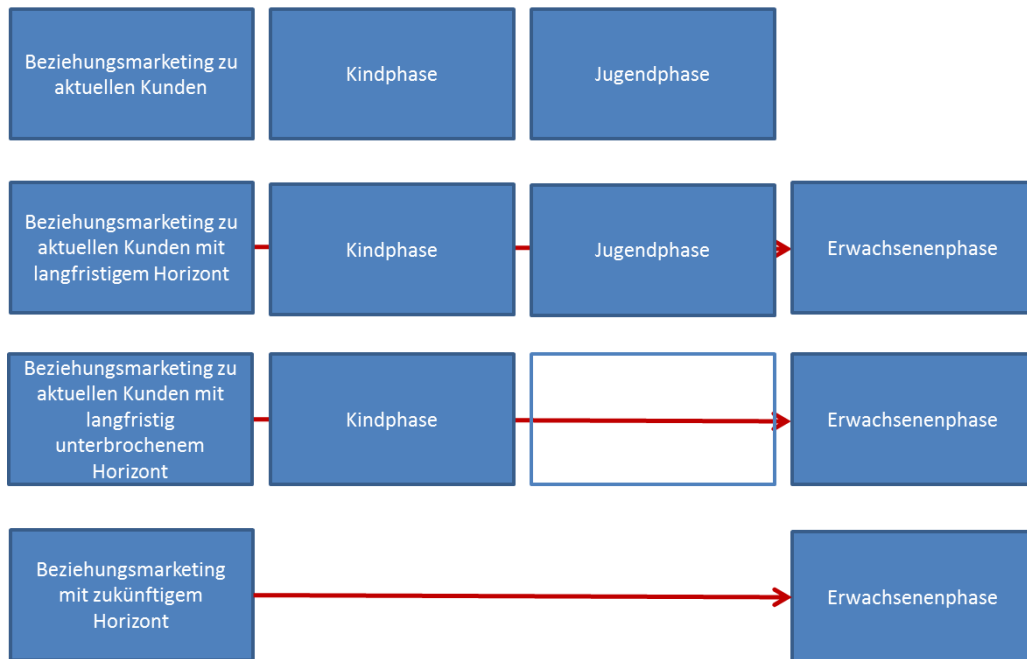 Beziehungsmarketing zu
aktuellen Kunden
Kindphase
Jugendphase
Beziehungsmarketing zu
aktuellen Kunden mit
langfristigem Horizont
Kindphase
Jugendphase
Erwachsenenphase
Beziehungsmarketing zu
aktuellen Kunden mit
langfristig
unterbrochenem
Horizont
Kindphase
Erwachsenenphase
Beziehungsmarketing
mit zukünftigem
Horizont
Erwachsenenphase